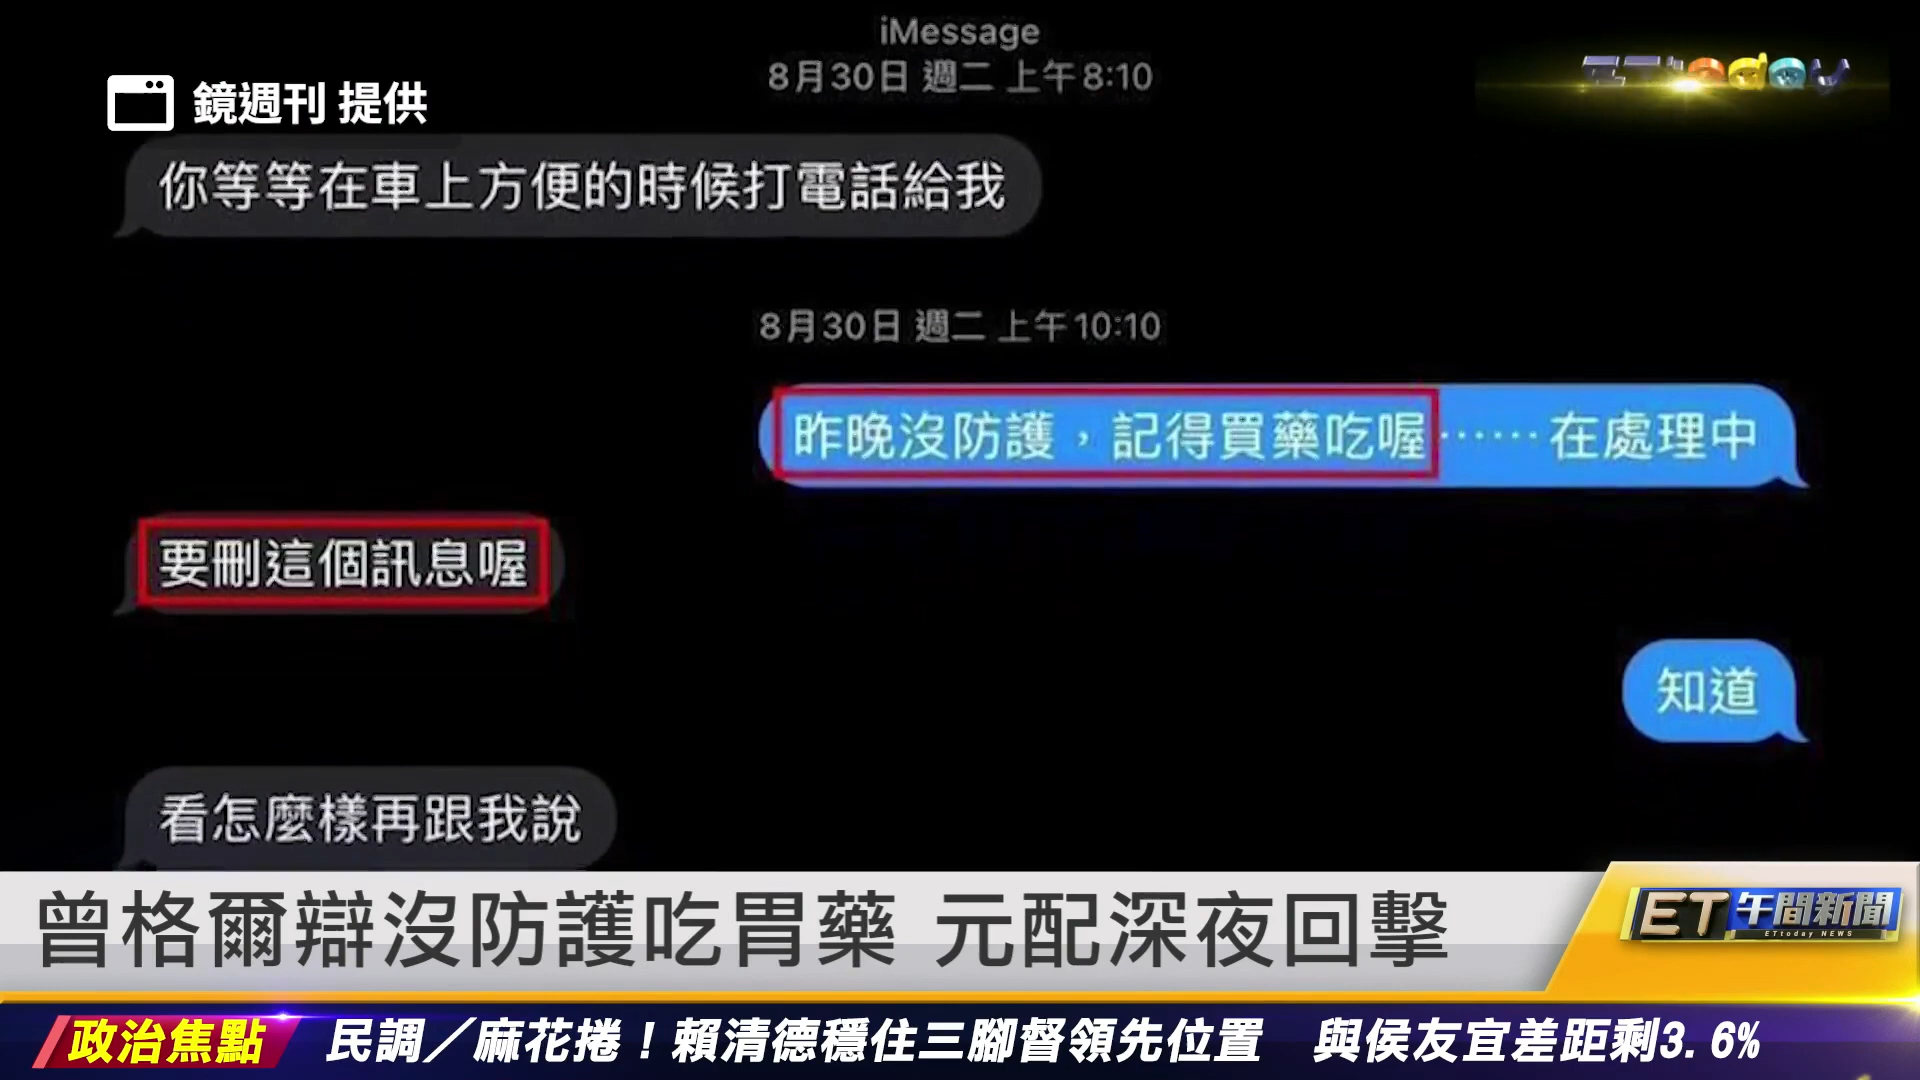 iMessage
8月30日 週二 上午8:10
ETtoday
鏡週刊 提供
你等等在車上方便的時候打電話給我
8月30日 週二 上午10:10
昨晚沒防護，記得買藥吃喔……在處理中
要刪這個訊息喔
知道
看怎麼樣再跟我說
曾格爾辯沒防護吃胃藥 元配深夜回擊
ET午間新聞
ETtoday NEWS
政治焦點 民調／麻花捲！賴清德穩住三腳督領先位置 與侯友宜差距剩3.6%